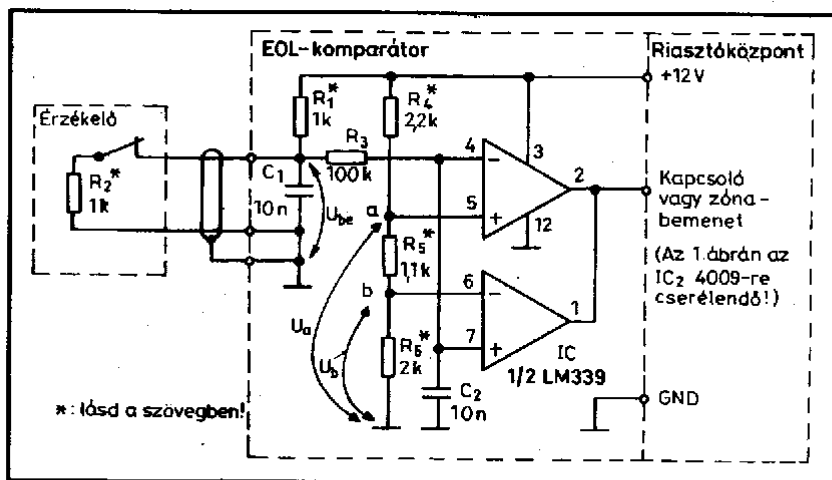 EOL-komparátor
Riasztóközpont
+12V
Érzékelő
R1*
1k
R4*
2,2k
R3
100k
R2*
1k
C1
10n
Ube
4
3
2
5
12
a
R5*
1,1k
b
6
1
7
Ua
Ub
R6*
2k
C2
10n
IC
1/2 LM339
Kapcsoló
vagy zóna-
bemenet
(Az 1. ábrán az
IC2 4009-re
cserélendő!)
GND
*: lásd a szövegben!